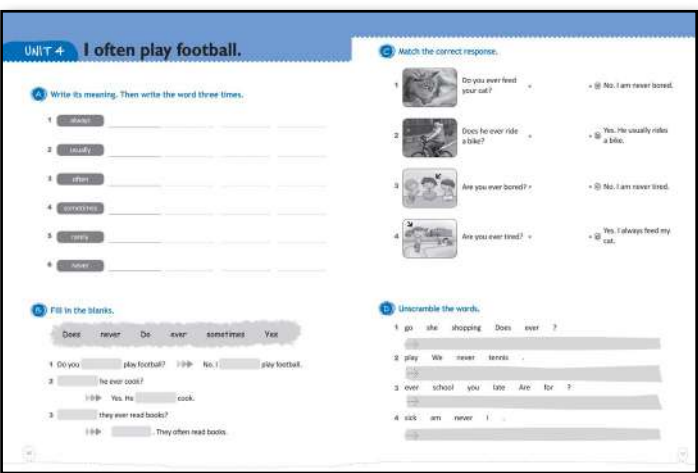 UNIT 4 I often play football.
A Write its meaning. Then write the word three times.
1 always
2 usually
3 often
4 sometimes
5 rarely
6 never
B Fill in the blanks.
Does never Do ever sometimes Yes
1 Do you play football? No. I play football.
2 he ever cook?
Yes. He cook.
3 they ever read books?
. They often read books.
C Match the correct response.
1 Do you ever feed
your cat?
No. I am never bored.
2 Does he ever ride
a bike?
Yes. He usually rides
a bike.
3 Are you ever bored?
No. I am never tired.
4 Are you ever tired?
Yes. I always feed my
cat.
D Unscramble the words.
1 go she shopping Does ever ?
2 play We never tennis .
3 ever school you late Are for ?
4 sick am never I .